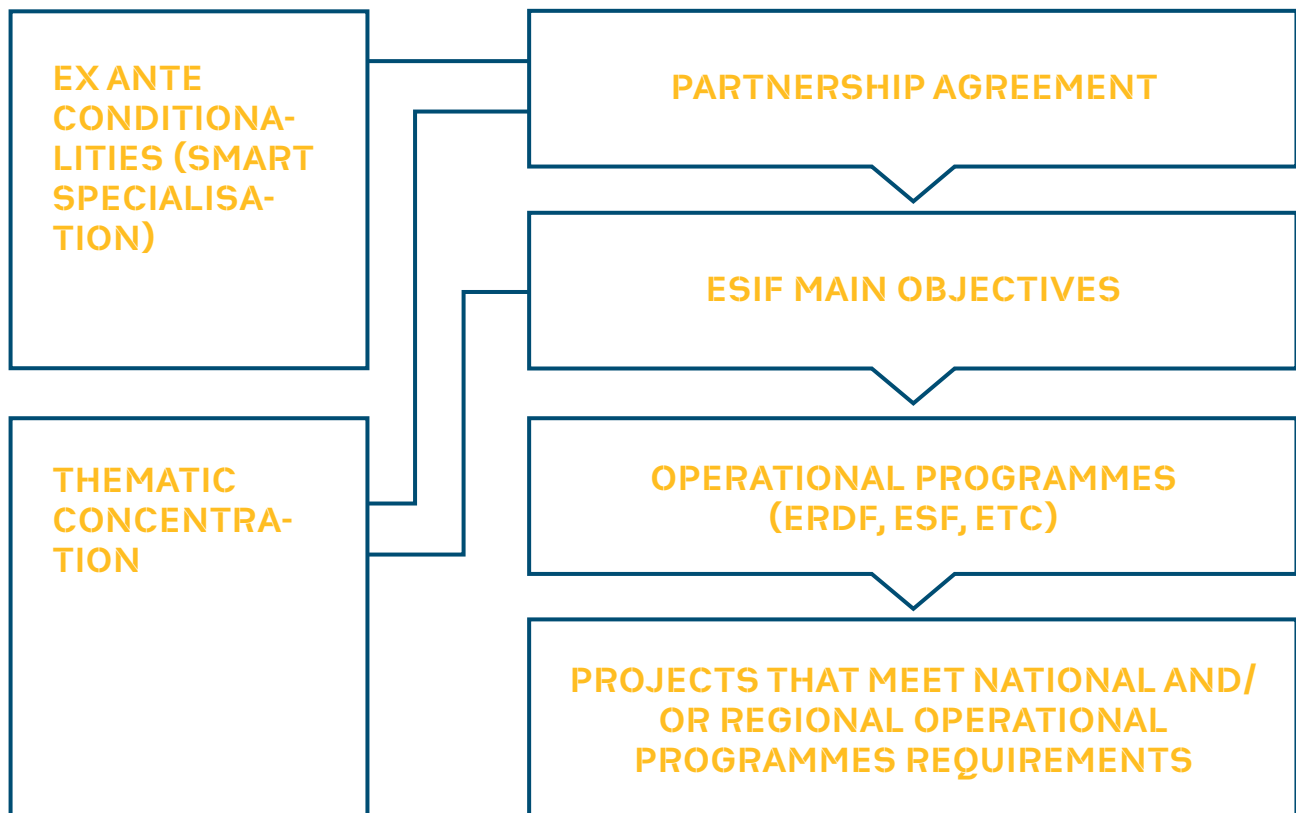 EX ANTE
CONDITIONA-
LITIES (SMART
SPECIALISA-
TION)
THEMATIC
CONCENTRA-
TION
PARTNERSHIP AGREEMENT
ESIF MAIN OBJECTIVES
OPERATIONAL PROGRAMMES
(ERDF, ESF, ETC)
PROJECTS THAT MEET NATIONAL AND/
OR REGIONAL OPERATIONAL
PROGRAMMES REQUIREMENTS